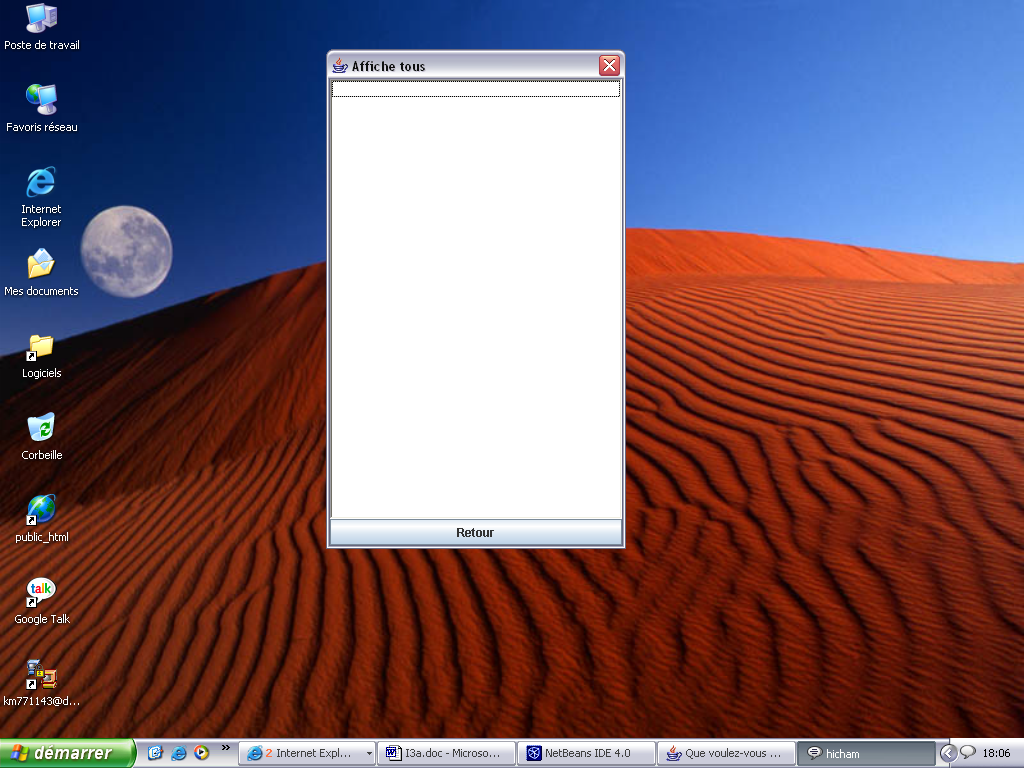 Poste de travail
Favoris réseau
Internet
Explorer
Mes documents
Logiciels
Corbeille
public_html
talk
Google Talk
km771143@d...
Affiche tous
Retour
démarrer
»
2 Internet Expl...
I3a.doc - Microso...
NetBeans IDE 4.0
Que voulez-vous ...
hicham
18:06